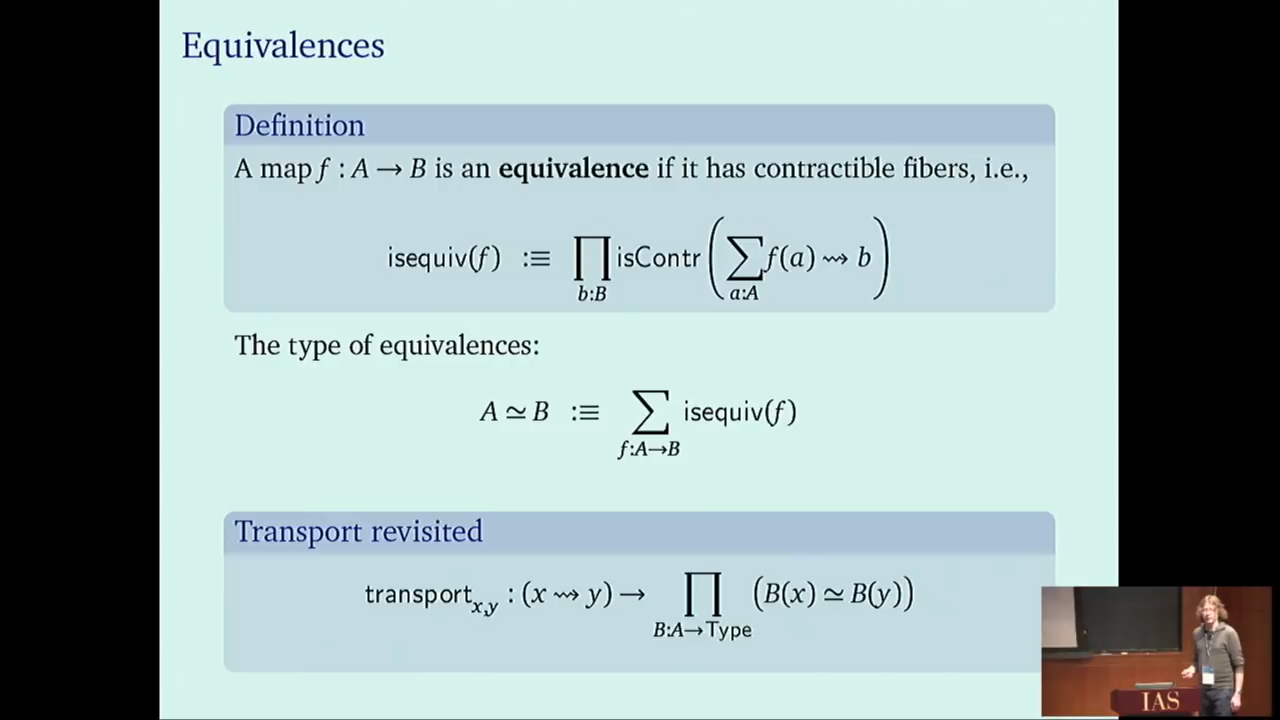 Equivalences
Definition
A map f : A → B is an equivalence if it has contractible fibers, i.e.,
isequiv(f) :≡ ∏_{b:B} isContr(∑_{a:A} f(a) ⇝ b)
The type of equivalences:
A ≃ B :≡ ∑_{f:A→B} isequiv(f)
Transport revisited
transport_{x,y} : (x ⇝ y) → ∏_{B:A→Type} (B(x) ≃ B(y))
IAS